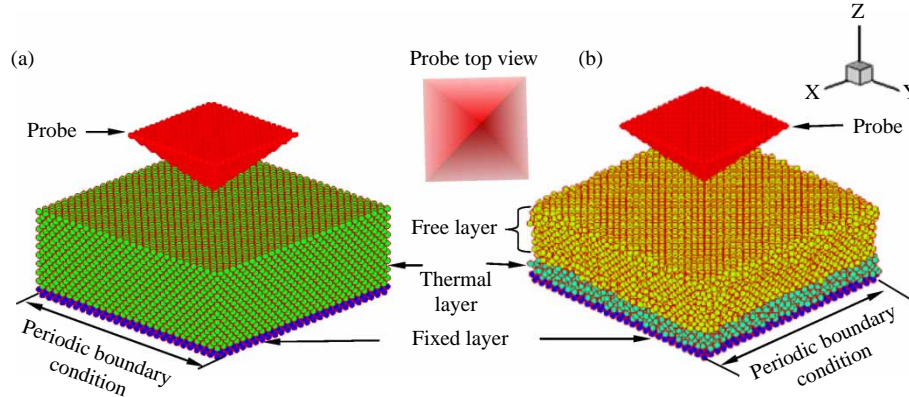 (a)
Probe top view
(b)
Z
X
Y
Probe
Probe
Free layer
Thermal
layer
Fixed layer
Periodic boundary
condition
Periodic boundary
condition